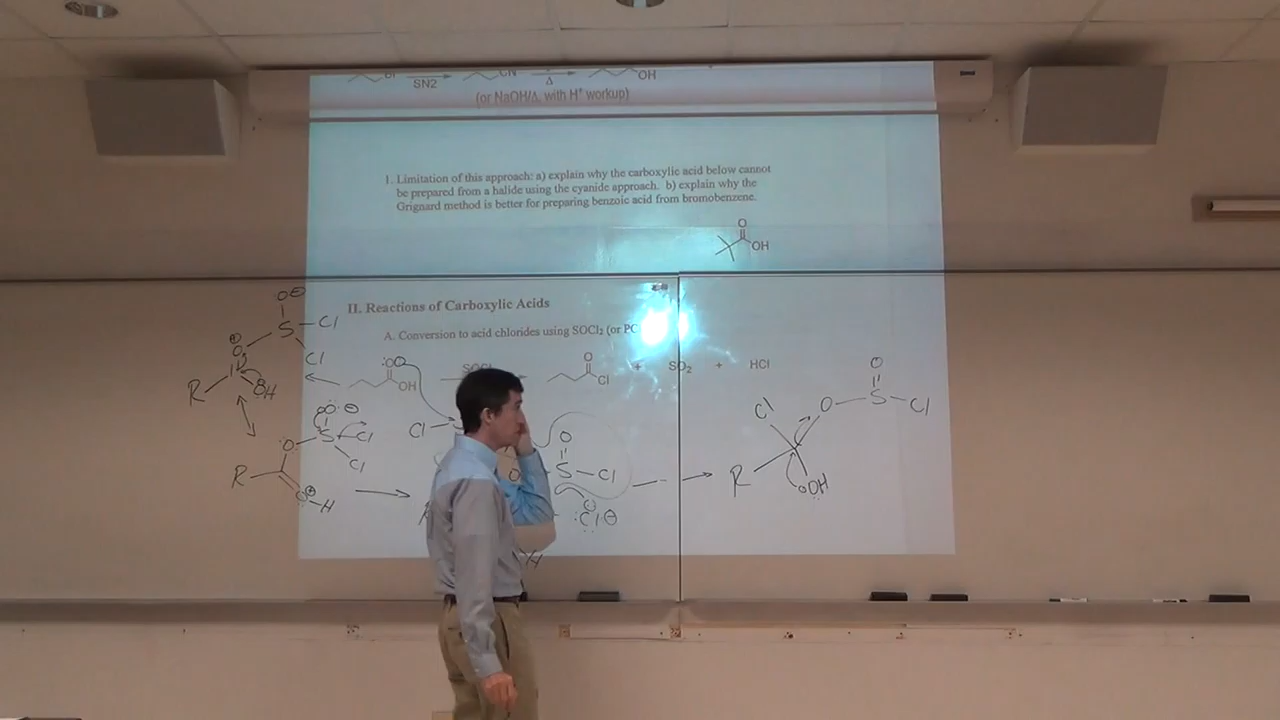 CN
OH
SN2
Δ
(or NaOH/Δ, with H⁺ workup)
1. Limitation of this approach: a) explain why the carboxylic acid below cannot
be prepared from a halide using the cyanide approach. b) explain why the
Grignard method is better for preparing benzoic acid from bromobenzene.
O
OH
II. Reactions of Carboxylic Acids
A. Conversion to acid chlorides using SOCl₂ (or PC
:O
OH
O
Cl
+ SO₂ + HCl
O⊖
S
Cl
Cl
⊕
O
R
OH
O ⊖
O
S
Cl
Cl
R
O⊕
H
Cl
O
S
Cl
:Cl⊖
H
Cl
O
S
O
Cl
R
OH